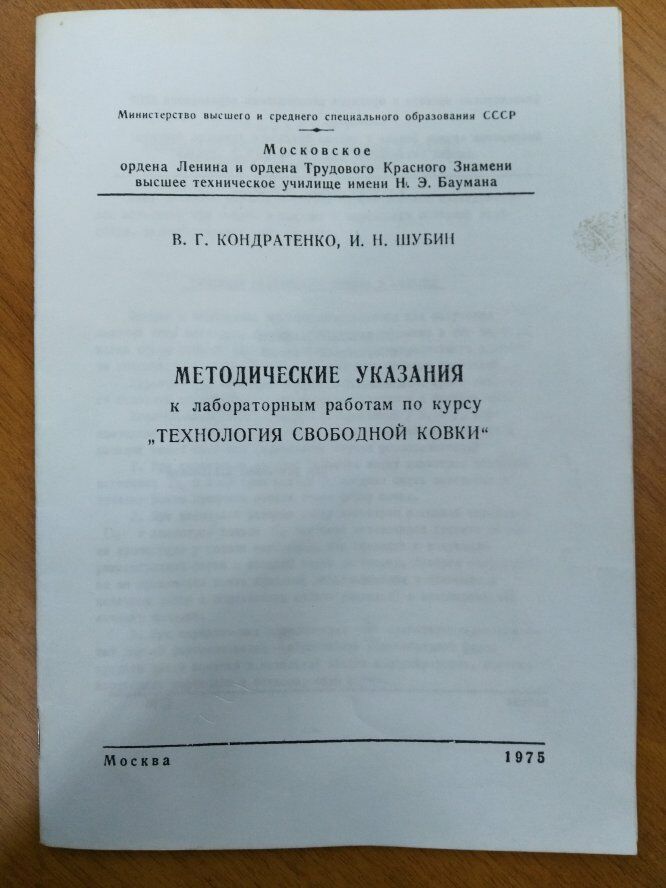 Министерство высшего и среднего специального образования СССР
Московское
ордена Ленина и ордена Трудового Красного Знамени
высшее техническое училище имени Н. Э. Баумана
В. Г. КОНДРАТЕНКО, И. Н. ШУБИН
МЕТОДИЧЕСКИЕ УКАЗАНИЯ
к лабораторным работам по курсу
„ТЕХНОЛОГИЯ СВОБОДНОЙ КОВКИ“
Москва 1975